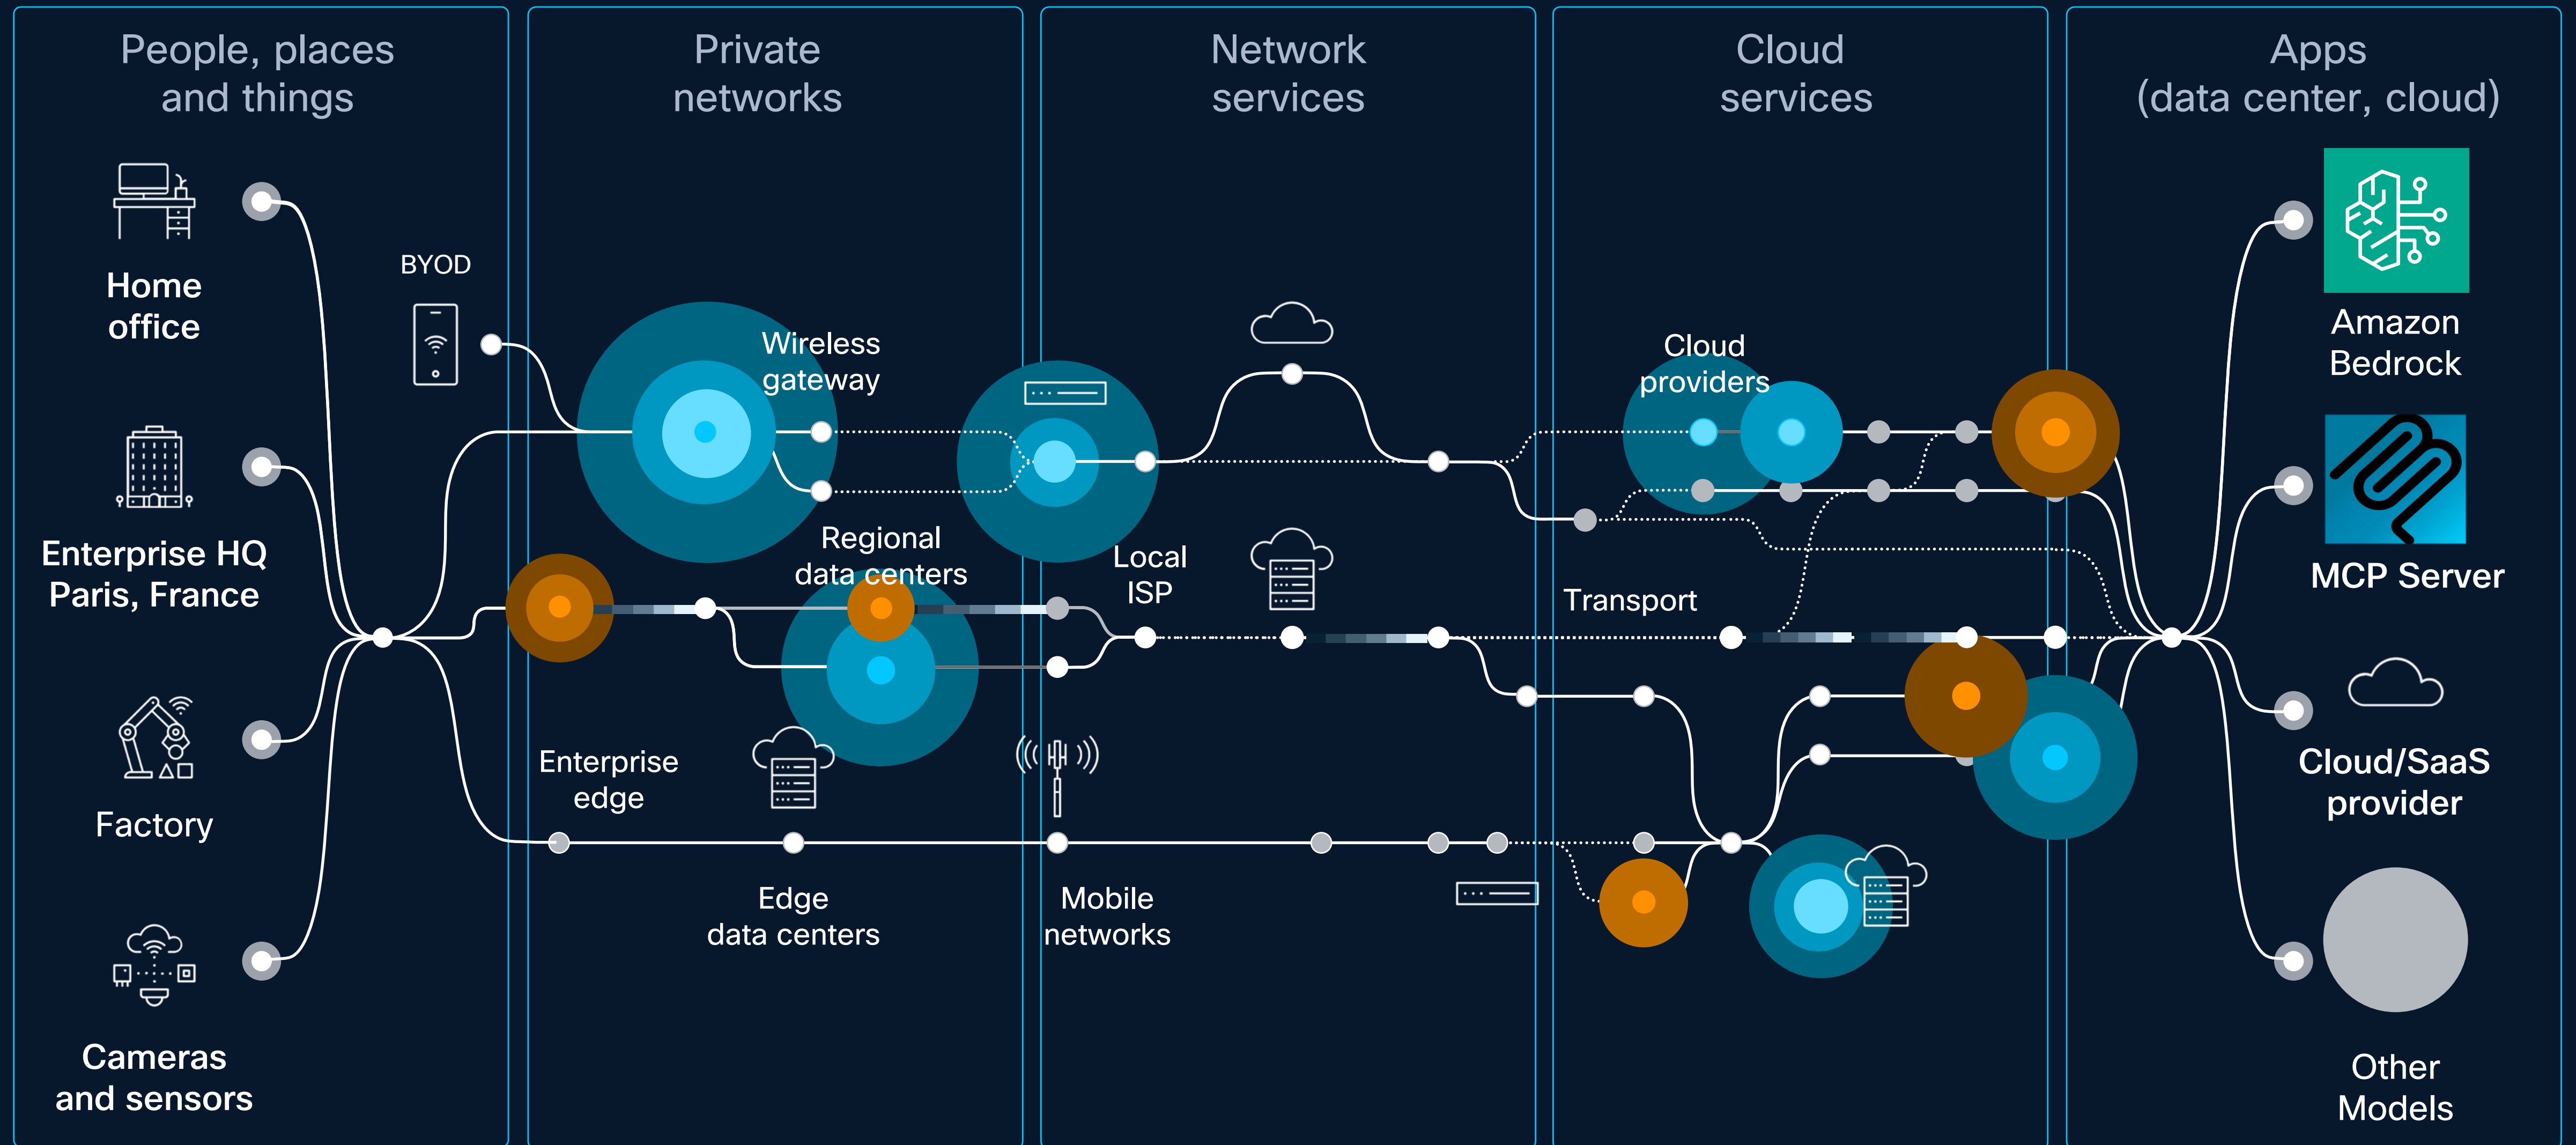 People, places
and things
Private
networks
Network
services
Cloud
services
Apps
(data center, cloud)
Home
office
BYOD
Enterprise HQ
Paris, France
Factory
Cameras
and sensors
Wireless
gateway
Regional
data centers
Enterprise
edge
Edge
data centers
Local
ISP
Mobile
networks
Cloud
providers
Transport
Amazon
Bedrock
MCP Server
Cloud/SaaS
provider
Other
Models